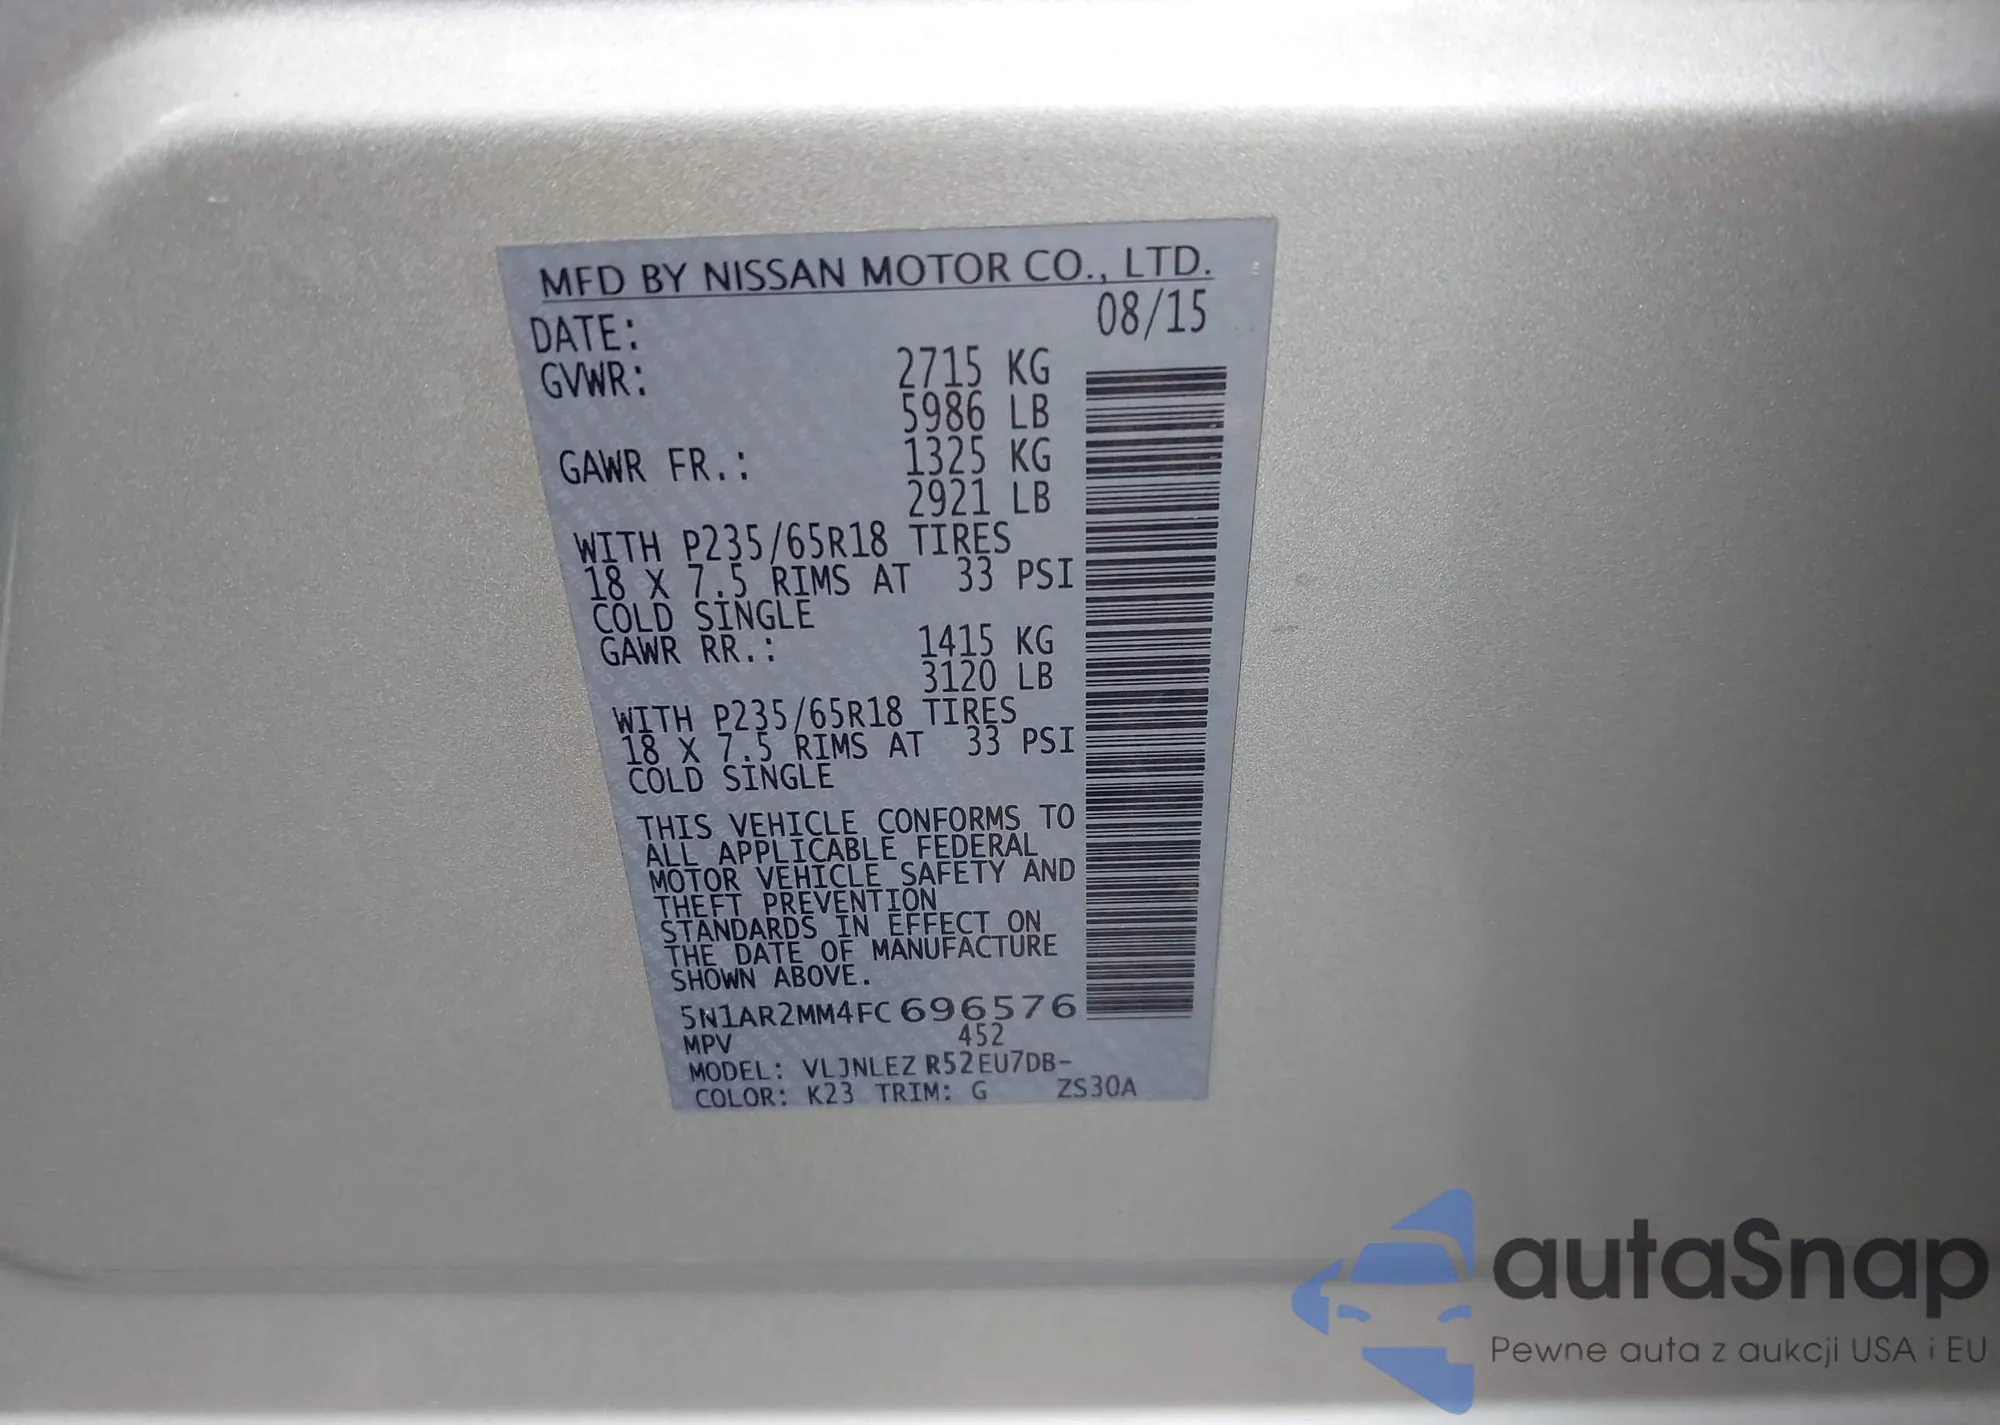 MFD BY NISSAN MOTOR CO., LTD.
DATE: 08/15
GVWR: 2715 KG
5986 LB
GAWR FR.: 1325 KG
2921 LB
WITH P235/65R18 TIRES
18 X 7.5 RIMS AT 33 PSI
COLD SINGLE
GAWR RR.: 1415 KG
3120 LB
WITH P235/65R18 TIRES
18 X 7.5 RIMS AT 33 PSI
COLD SINGLE
THIS VEHICLE CONFORMS TO
ALL APPLICABLE FEDERAL
MOTOR VEHICLE SAFETY AND
THEFT PREVENTION
STANDARDS IN EFFECT ON
THE DATE OF MANUFACTURE
SHOWN ABOVE.
5N1AR2MM4FC696576
MPV 452
MODEL: VLJNLEZ R52EU7DB-
COLOR: K23 TRIM: G ZS30A
autaSnap
Pewne auta z aukcji USA i EU